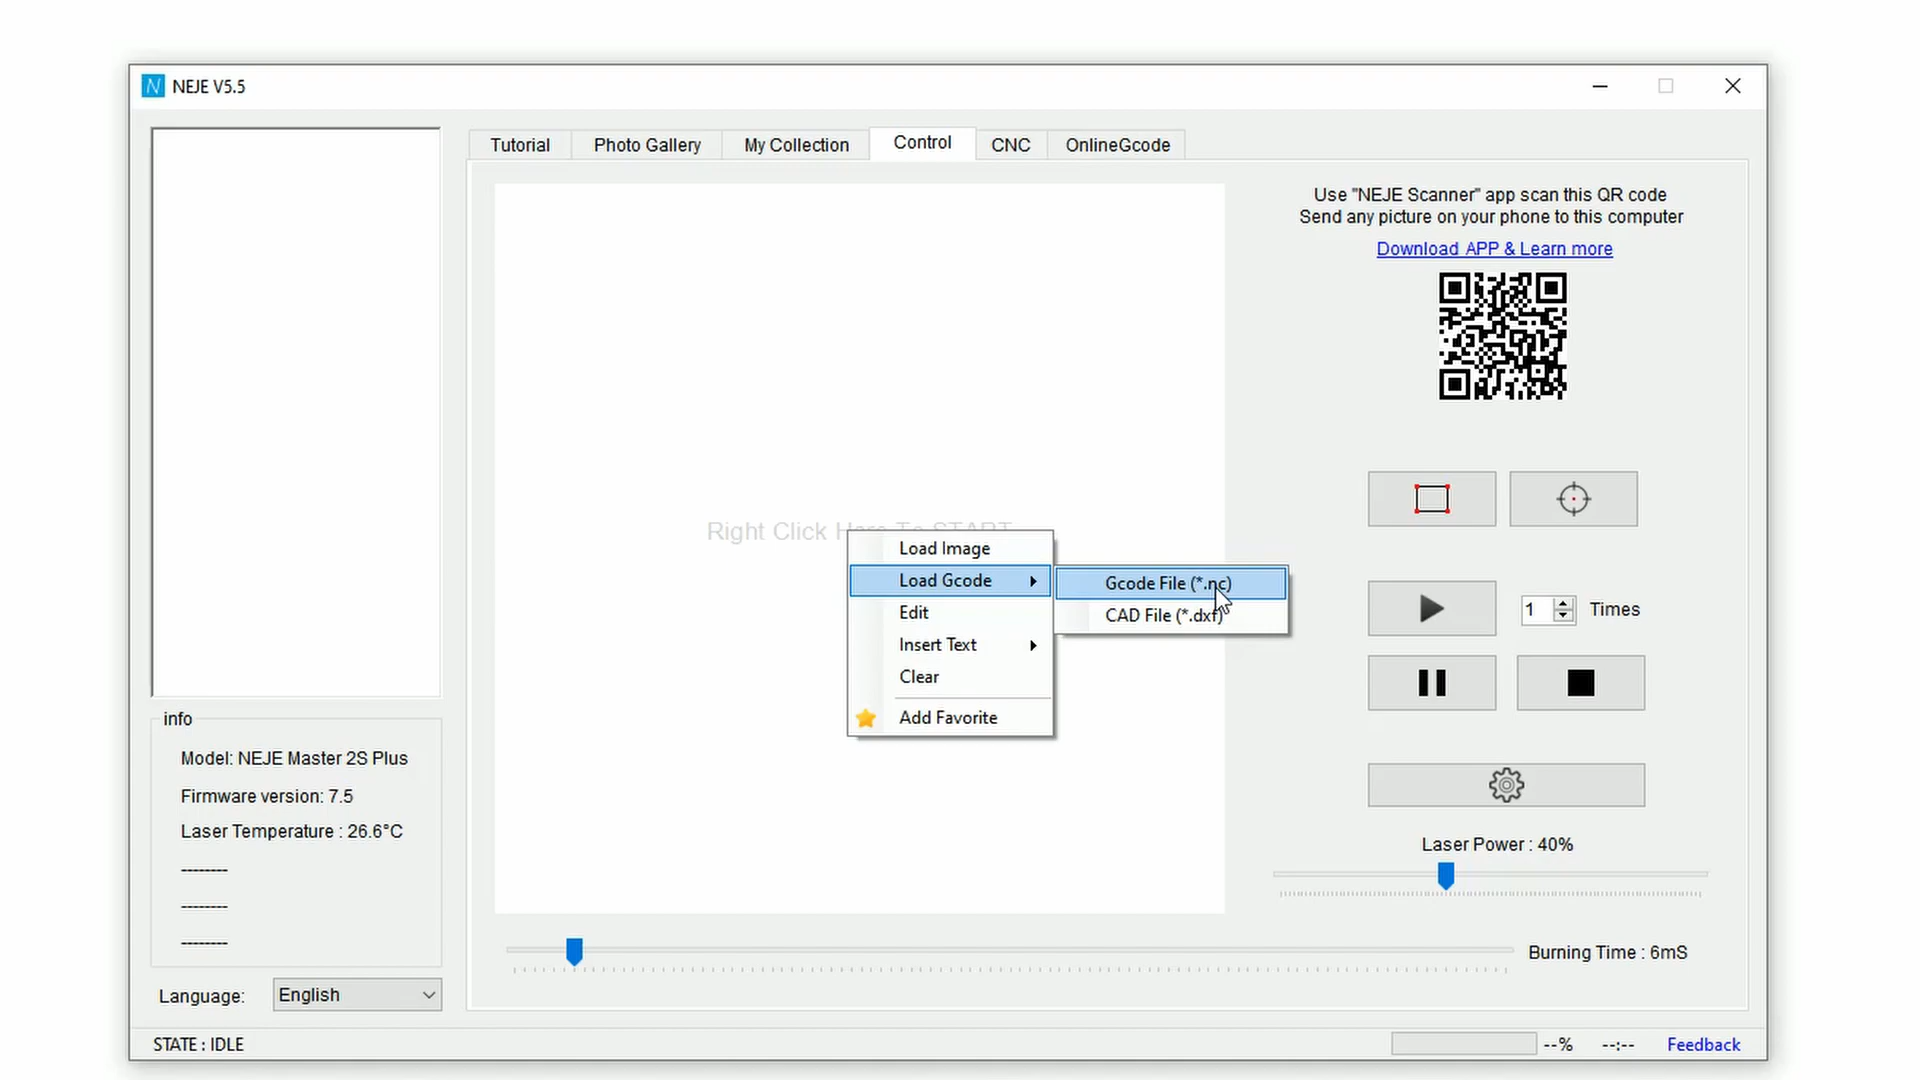 NEJE V5.5
Tutorial
Photo Gallery
My Collection
Control
CNC
OnlineGcode
Use "NEJE Scanner" app scan this QR code
Send any picture on your phone to this computer
Download APP & Learn more
Right Click Here To START
Load Image
Load Gcode
Edit
Insert Text
Clear
Add Favorite
Gcode File (*.nc)
CAD File (*.dxf)
1
Times
Laser Power : 40%
Burning Time : 6mS
info
Model: NEJE Master 2S Plus
Firmware version: 7.5
Laser Temperature : 26.6°C
--------
--------
--------
Language:
English
STATE : IDLE
--%
--:--
Feedback